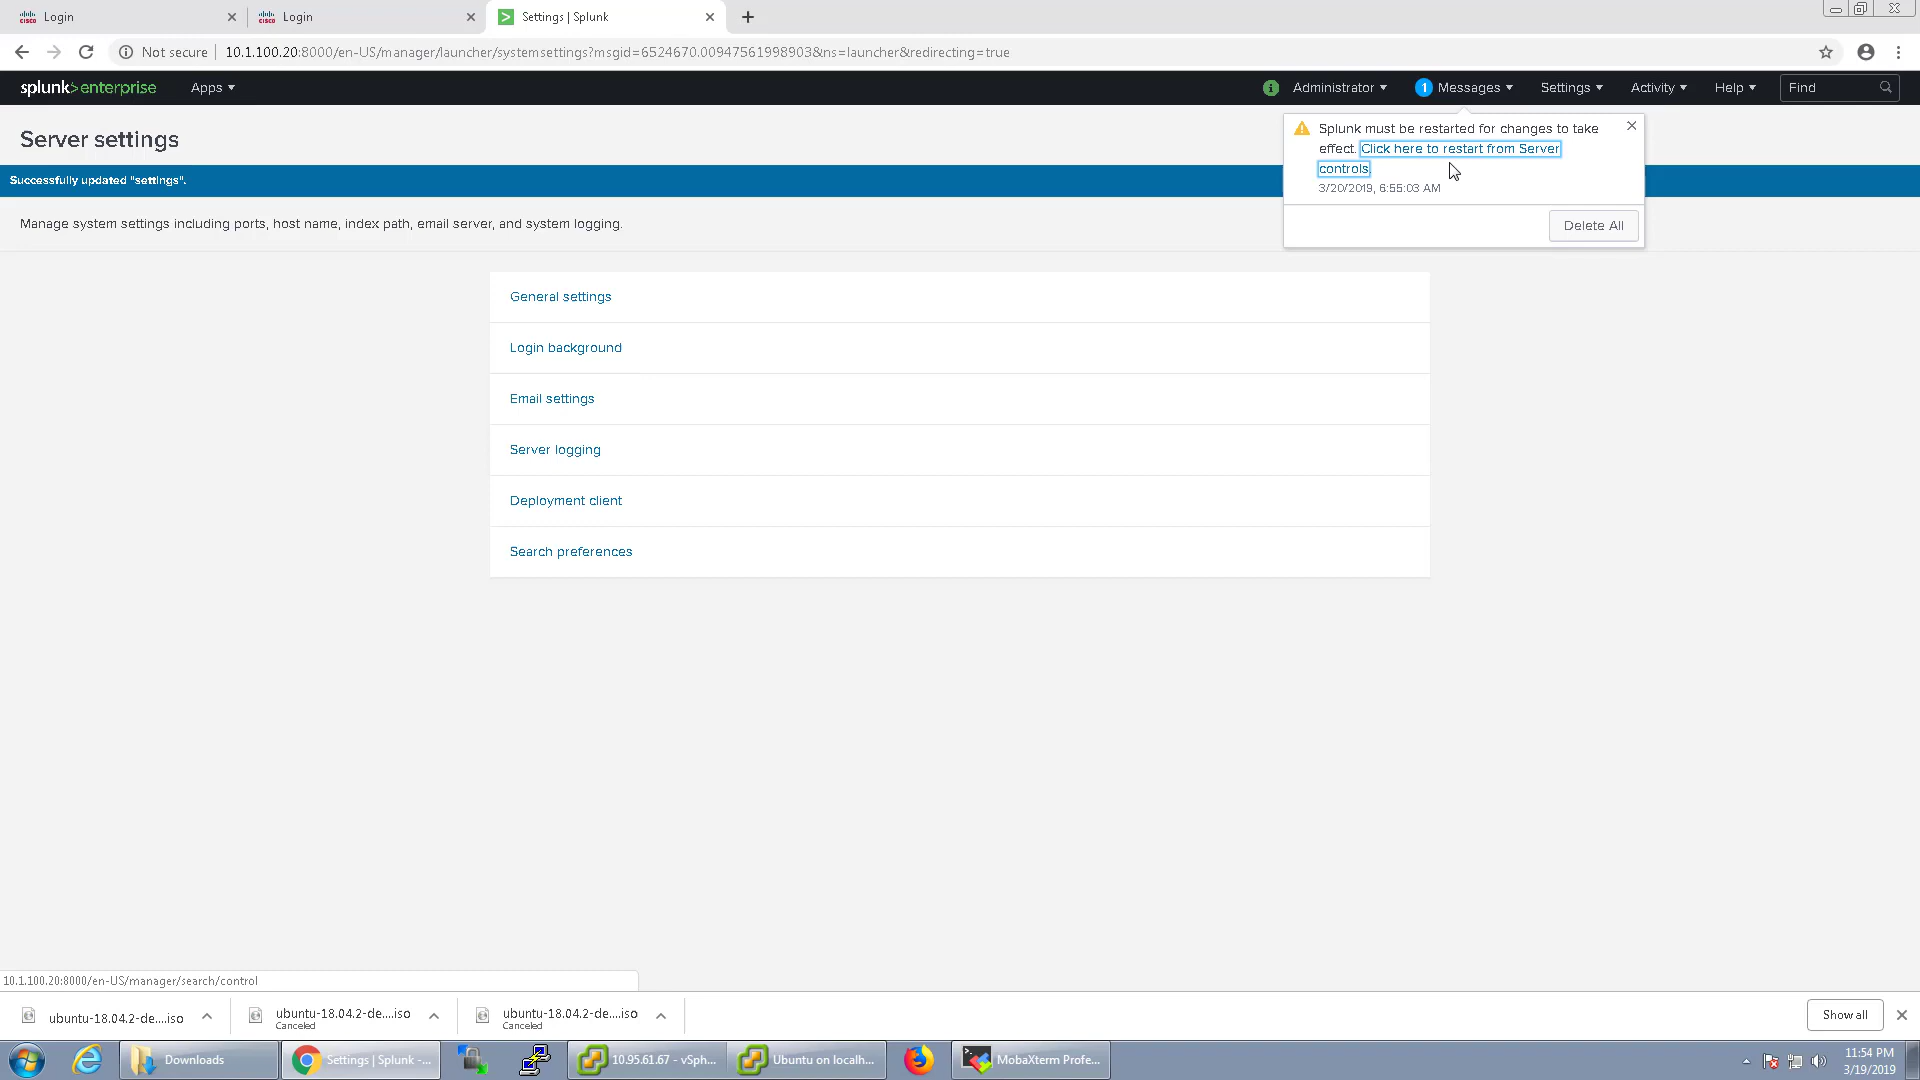 Login
Login
Settings | Splunk
Not secure
10.1.100.20:8000/en-US/manager/launcher/systemsettings?msgid=6524670.00947561998903&ns=launcher&redirecting=true
splunk>enterprise
Apps
Administrator
1
Messages
Settings
Activity
Help
Find
Server settings
Successfully updated "settings".
Splunk must be restarted for changes to take
effect. Click here to restart from Server
controls.
3/20/2019, 6:55:03 AM
Delete All
Manage system settings including ports, host name, index path, email server, and system logging.
General settings
Login background
Email settings
Server logging
Deployment client
Search preferences
10.1.100.20:8000/en-US/manager/search/control
ubuntu-18.04.2-de....iso
ubuntu-18.04.2-de....iso
Canceled
ubuntu-18.04.2-de....iso
Canceled
Show all
Downloads
Settings | Splunk -...
10.95.61.67 - vSph...
Ubuntu on localh...
MobaXterm Profe...
11:54 PM
3/19/2019